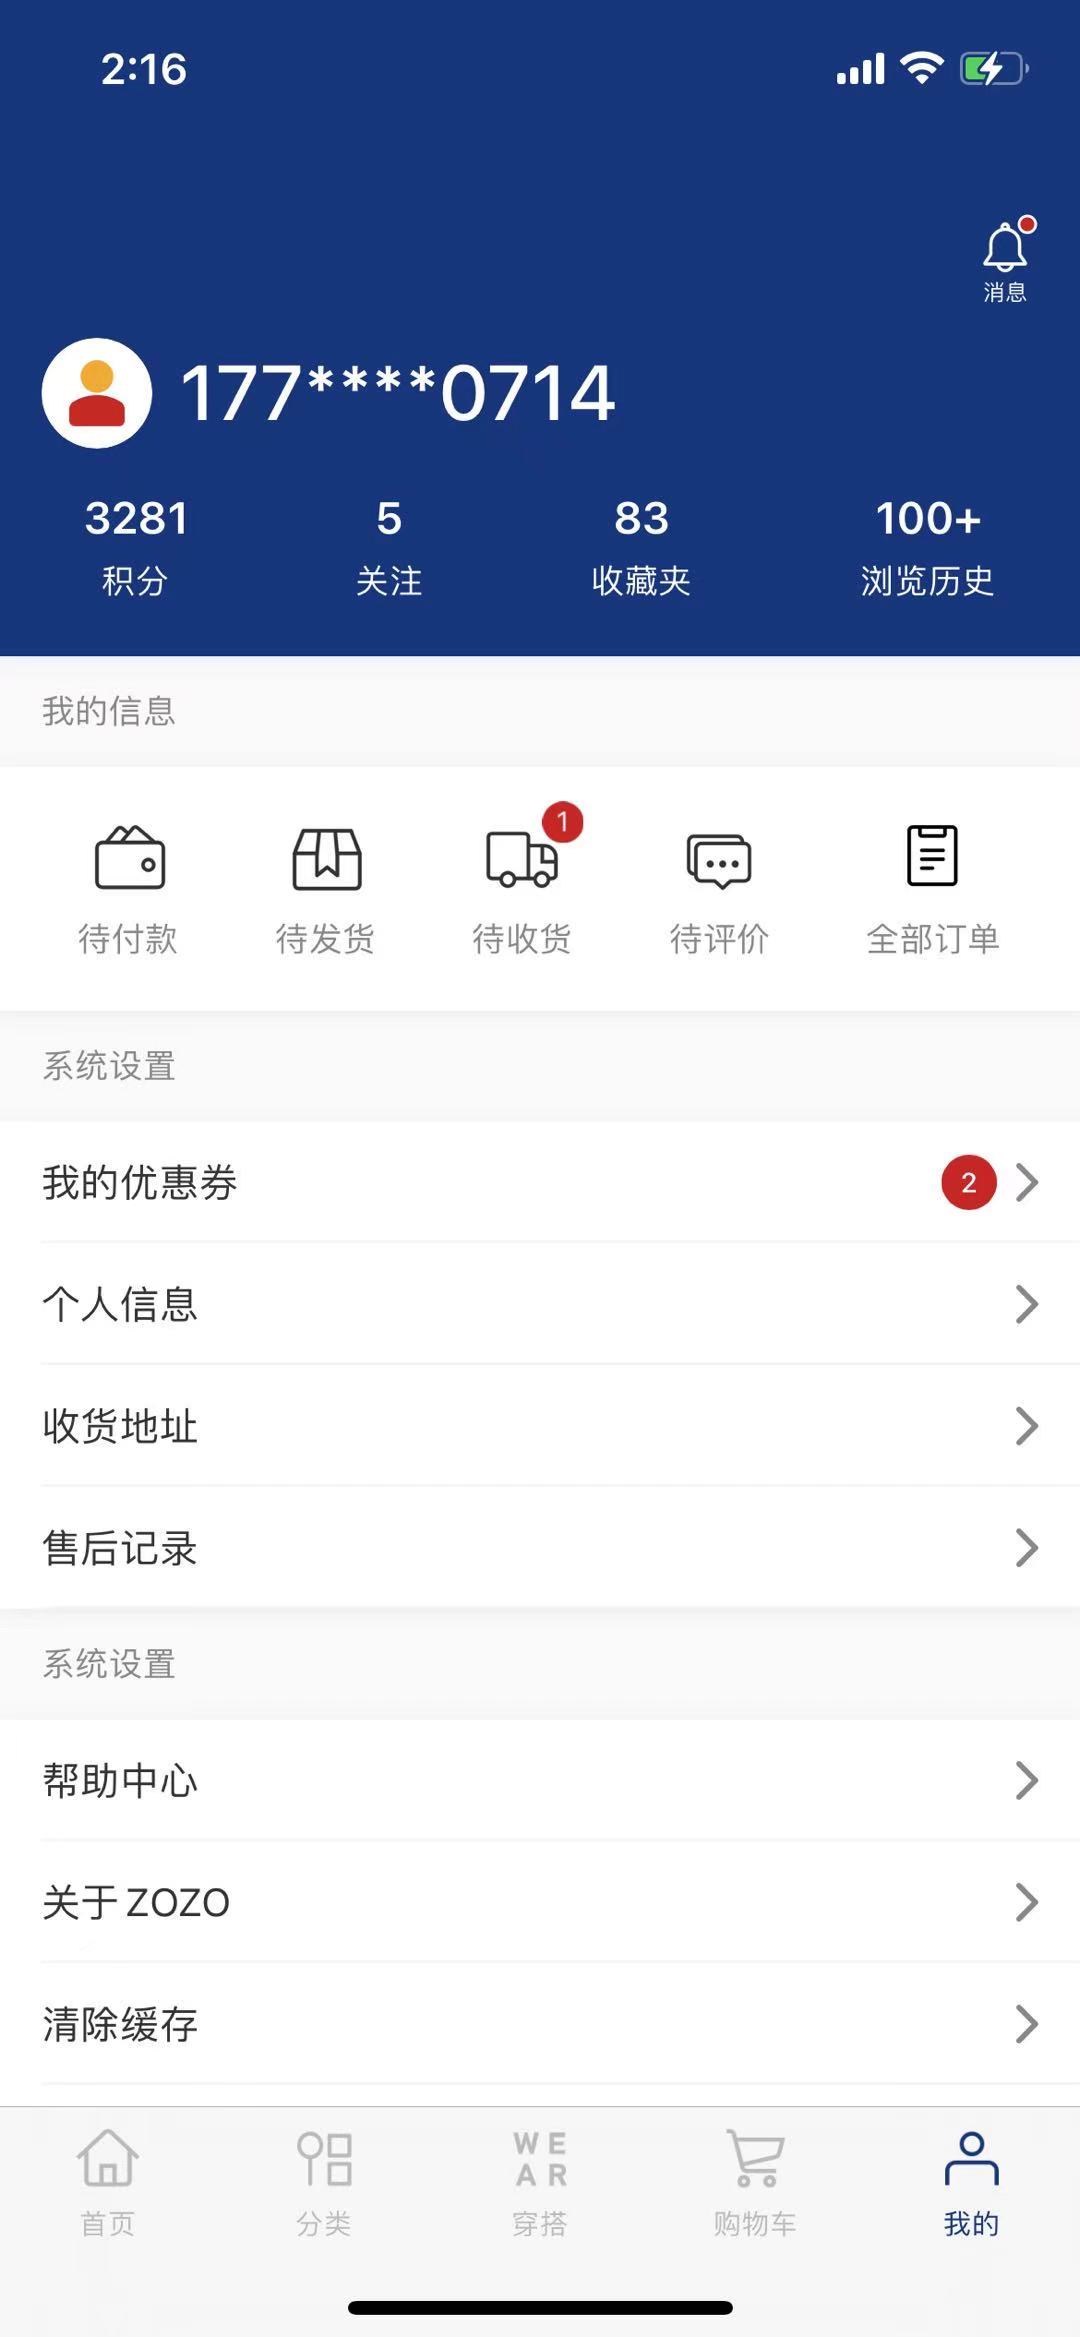 2:16
消息
177****0714
3281 5 83 100+
积分 关注 收藏夹 浏览历史
我的信息
1
待付款 待发货 待收货 待评价 全部订单
系统设置
我的优惠券 2
个人信息
收货地址
售后记录
系统设置
帮助中心
关于ZOZO
清除缓存
WE
AR
首页 分类 穿搭 购物车 我的